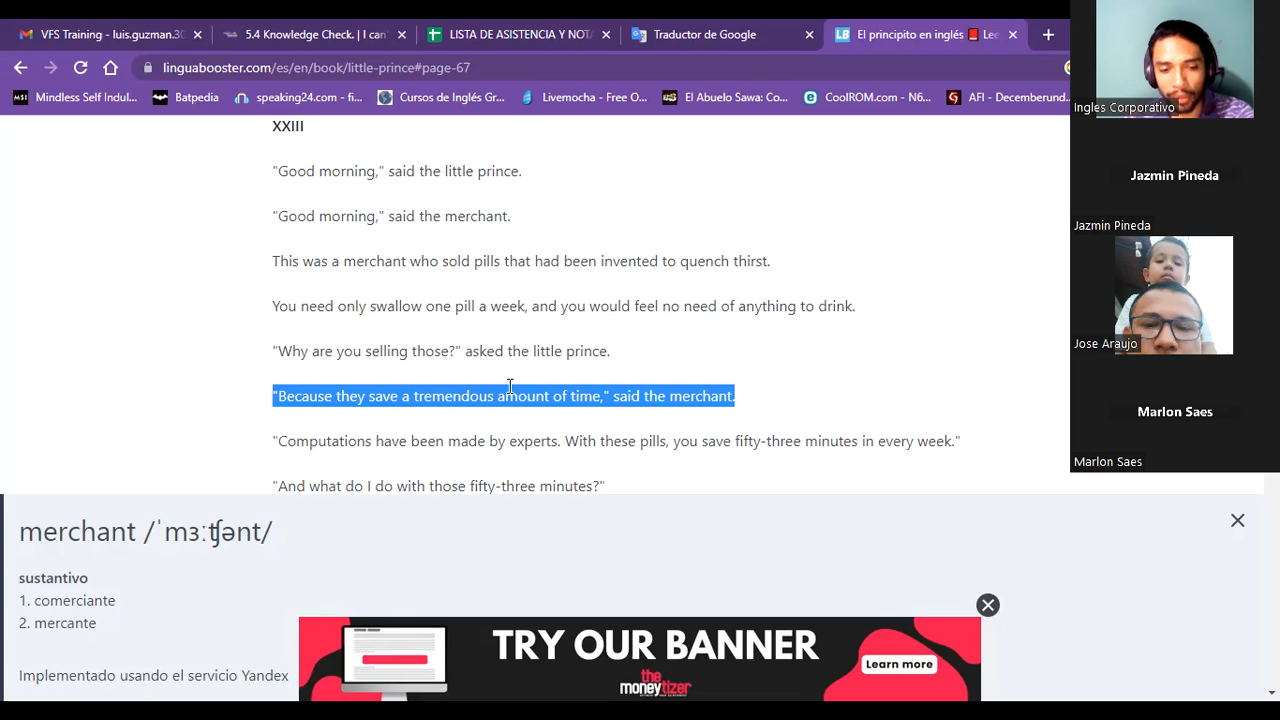 VFS Training - luis.guzman.30
5.4 Knowledge Check. | I can'
LISTA DE ASISTENCIA Y NOTA
Traductor de Google
LB El principito en inglés 📕 Lee
linguabooster.com/es/en/book/little-prince#page-67
Mindless Self Indul...
Batpedia
speaking24.com - fi...
Cursos de Inglés Gr...
Livemocha - Free O...
El Abuelo Sawa: Co...
CoolROM.com - N6...
AFI - Decemberund...
XXIII
"Good morning," said the little prince.
"Good morning," said the merchant.
This was a merchant who sold pills that had been invented to quench thirst.
You need only swallow one pill a week, and you would feel no need of anything to drink.
"Why are you selling those?" asked the little prince.
"Because they save a tremendous amount of time," said the merchant.
"Computations have been made by experts. With these pills, you save fifty-three minutes in every week."
"And what do I do with those fifty-three minutes?"
merchant /ˈmɜːʧənt/
sustantivo
1. comerciante
2. mercante
Implementado usando el servicio Yandex
TRY OUR BANNER
the
moneytizer
Learn more
Ingles Corporativo
Jazmin Pineda
Jazmin Pineda
Jose Araujo
Marlon Saes
Marlon Saes